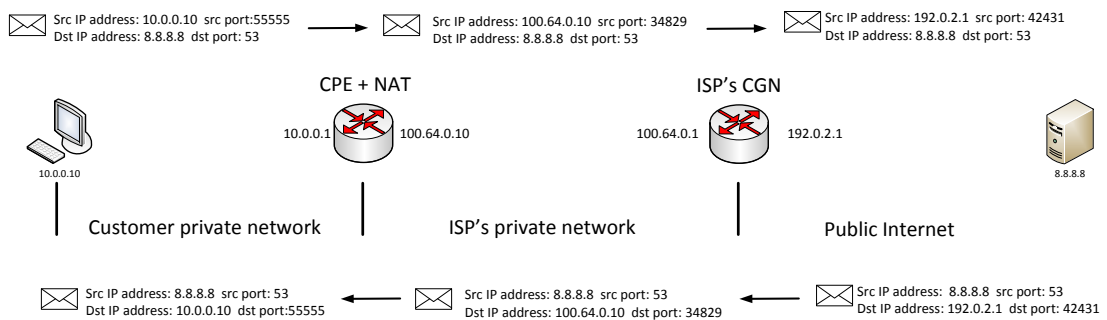 Src IP address: 10.0.0.10 src port:55555
Dst IP address: 8.8.8.8 dst port: 53
Src IP address: 100.64.0.10 src port: 34829
Dst IP address: 8.8.8.8 dst port: 53
Src IP address: 192.0.2.1 src port: 42431
Dst IP address: 8.8.8.8 dst port: 53
CPE + NAT
ISP's CGN
10.0.0.1
100.64.0.10
100.64.0.1
192.0.2.1
10.0.0.10
8.8.8.8
Customer private network
ISP's private network
Public Internet
Src IP address: 8.8.8.8 src port: 53
Dst IP address: 10.0.0.10 dst port:55555
Src IP address: 8.8.8.8 src port: 53
Dst IP address: 100.64.0.10 dst port: 34829
Src IP address: 8.8.8.8 src port: 53
Dst IP address: 192.0.2.1 dst port: 42431